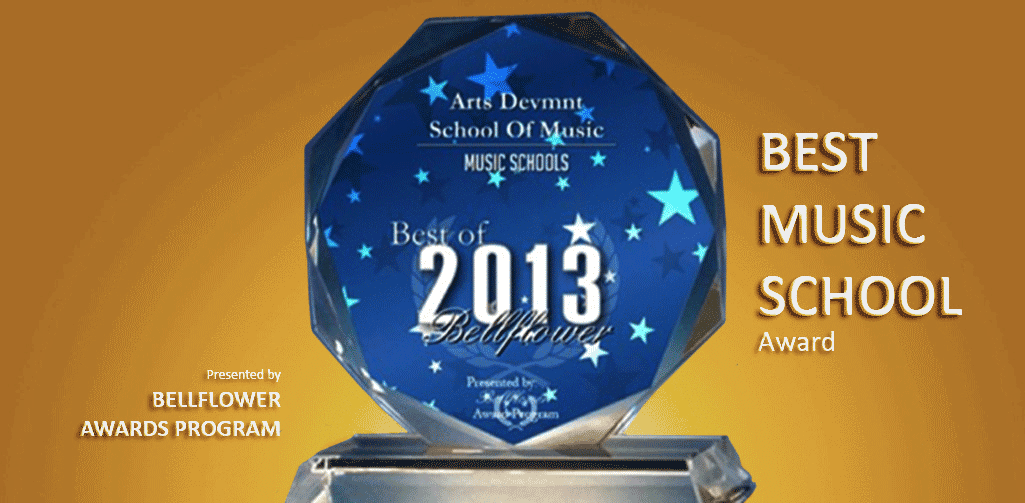 Arts Devmnt
School Of Music
MUSIC SCHOOLS
Best of
2013
Bellflower
Presented by
Award Program
BEST
MUSIC
SCHOOL
Award
Presented by
BELLFLOWER
AWARDS PROGRAM